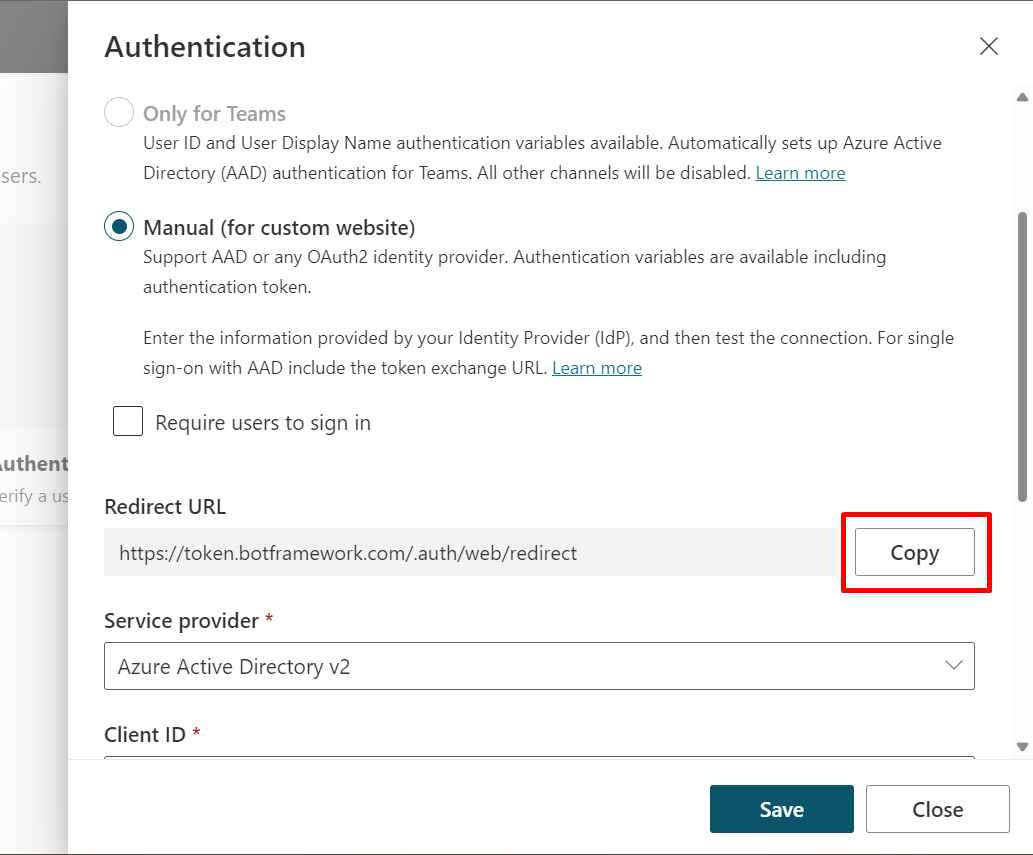 Authentication
Only for Teams
User ID and User Display Name authentication variables available. Automatically sets up Azure Active
Directory (AAD) authentication for Teams. All other channels will be disabled. Learn more
sers.
Manual (for custom website)
Support AAD or any OAuth2 identity provider. Authentication variables are available including
authentication token.
Enter the information provided by your Identity Provider (IdP), and then test the connection. For single
sign-on with AAD include the token exchange URL. Learn more
Require users to sign in
Authent
erify a us
Redirect URL
https://token.botframework.com/.auth/web/redirect
Copy
Service provider *
Azure Active Directory v2
Client ID *
Save
Close